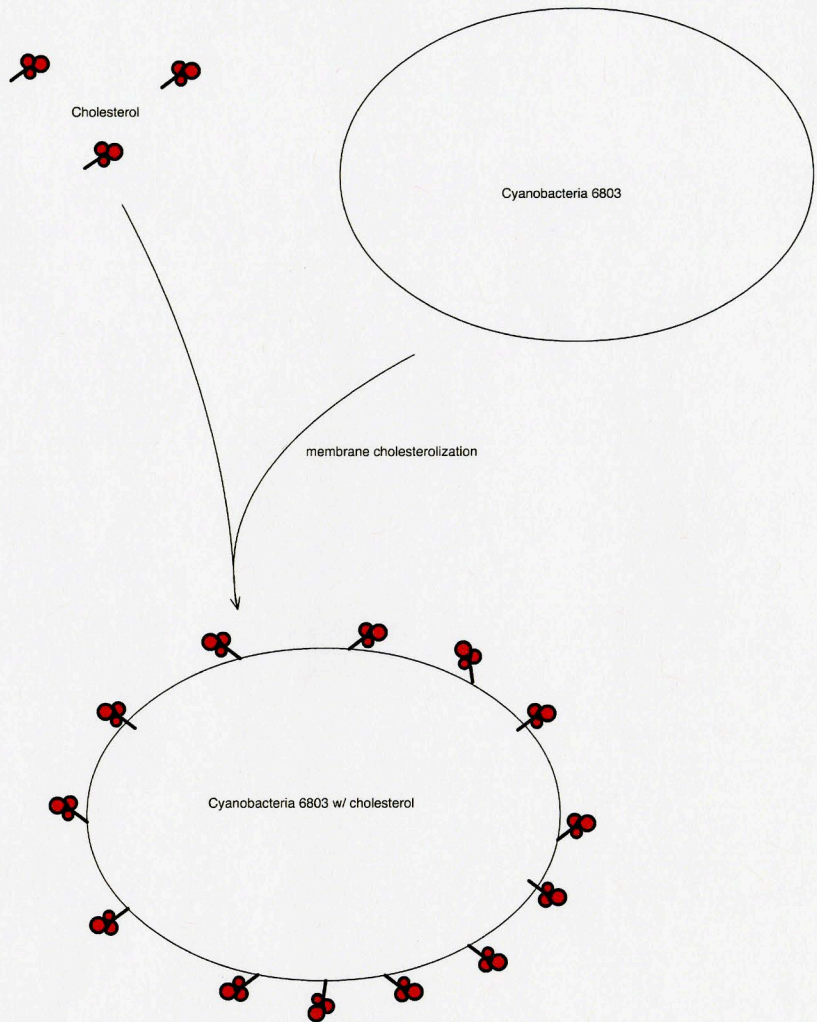 Cholesterol
Cyanobacteria 6803
membrane cholesterolization
Cyanobacteria 6803 w/ cholesterol